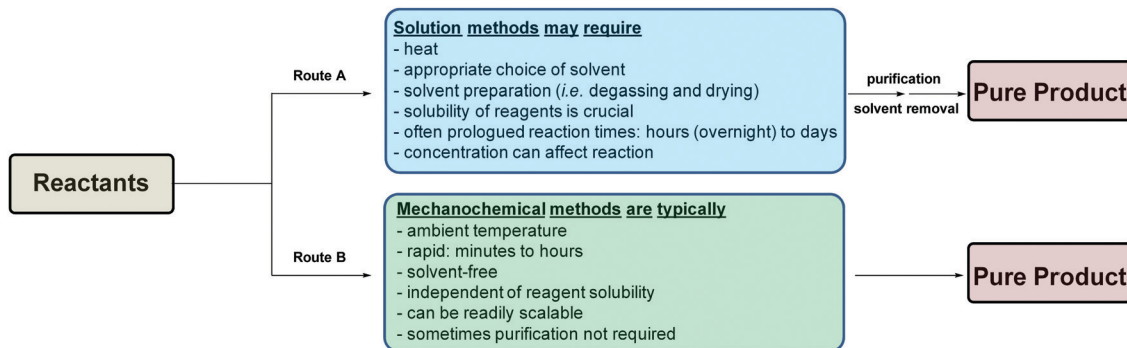 Reactants
Route A
Solution methods may require
- heat
- appropriate choice of solvent
- solvent preparation (i.e. degassing and drying)
- solubility of reagents is crucial
- often prologued reaction times: hours (overnight) to days
- concentration can affect reaction
purification
solvent removal
Pure Product
Route B
Mechanochemical methods are typically
- ambient temperature
- rapid: minutes to hours
- solvent-free
- independent of reagent solubility
- can be readily scalable
- sometimes purification not required
Pure Product